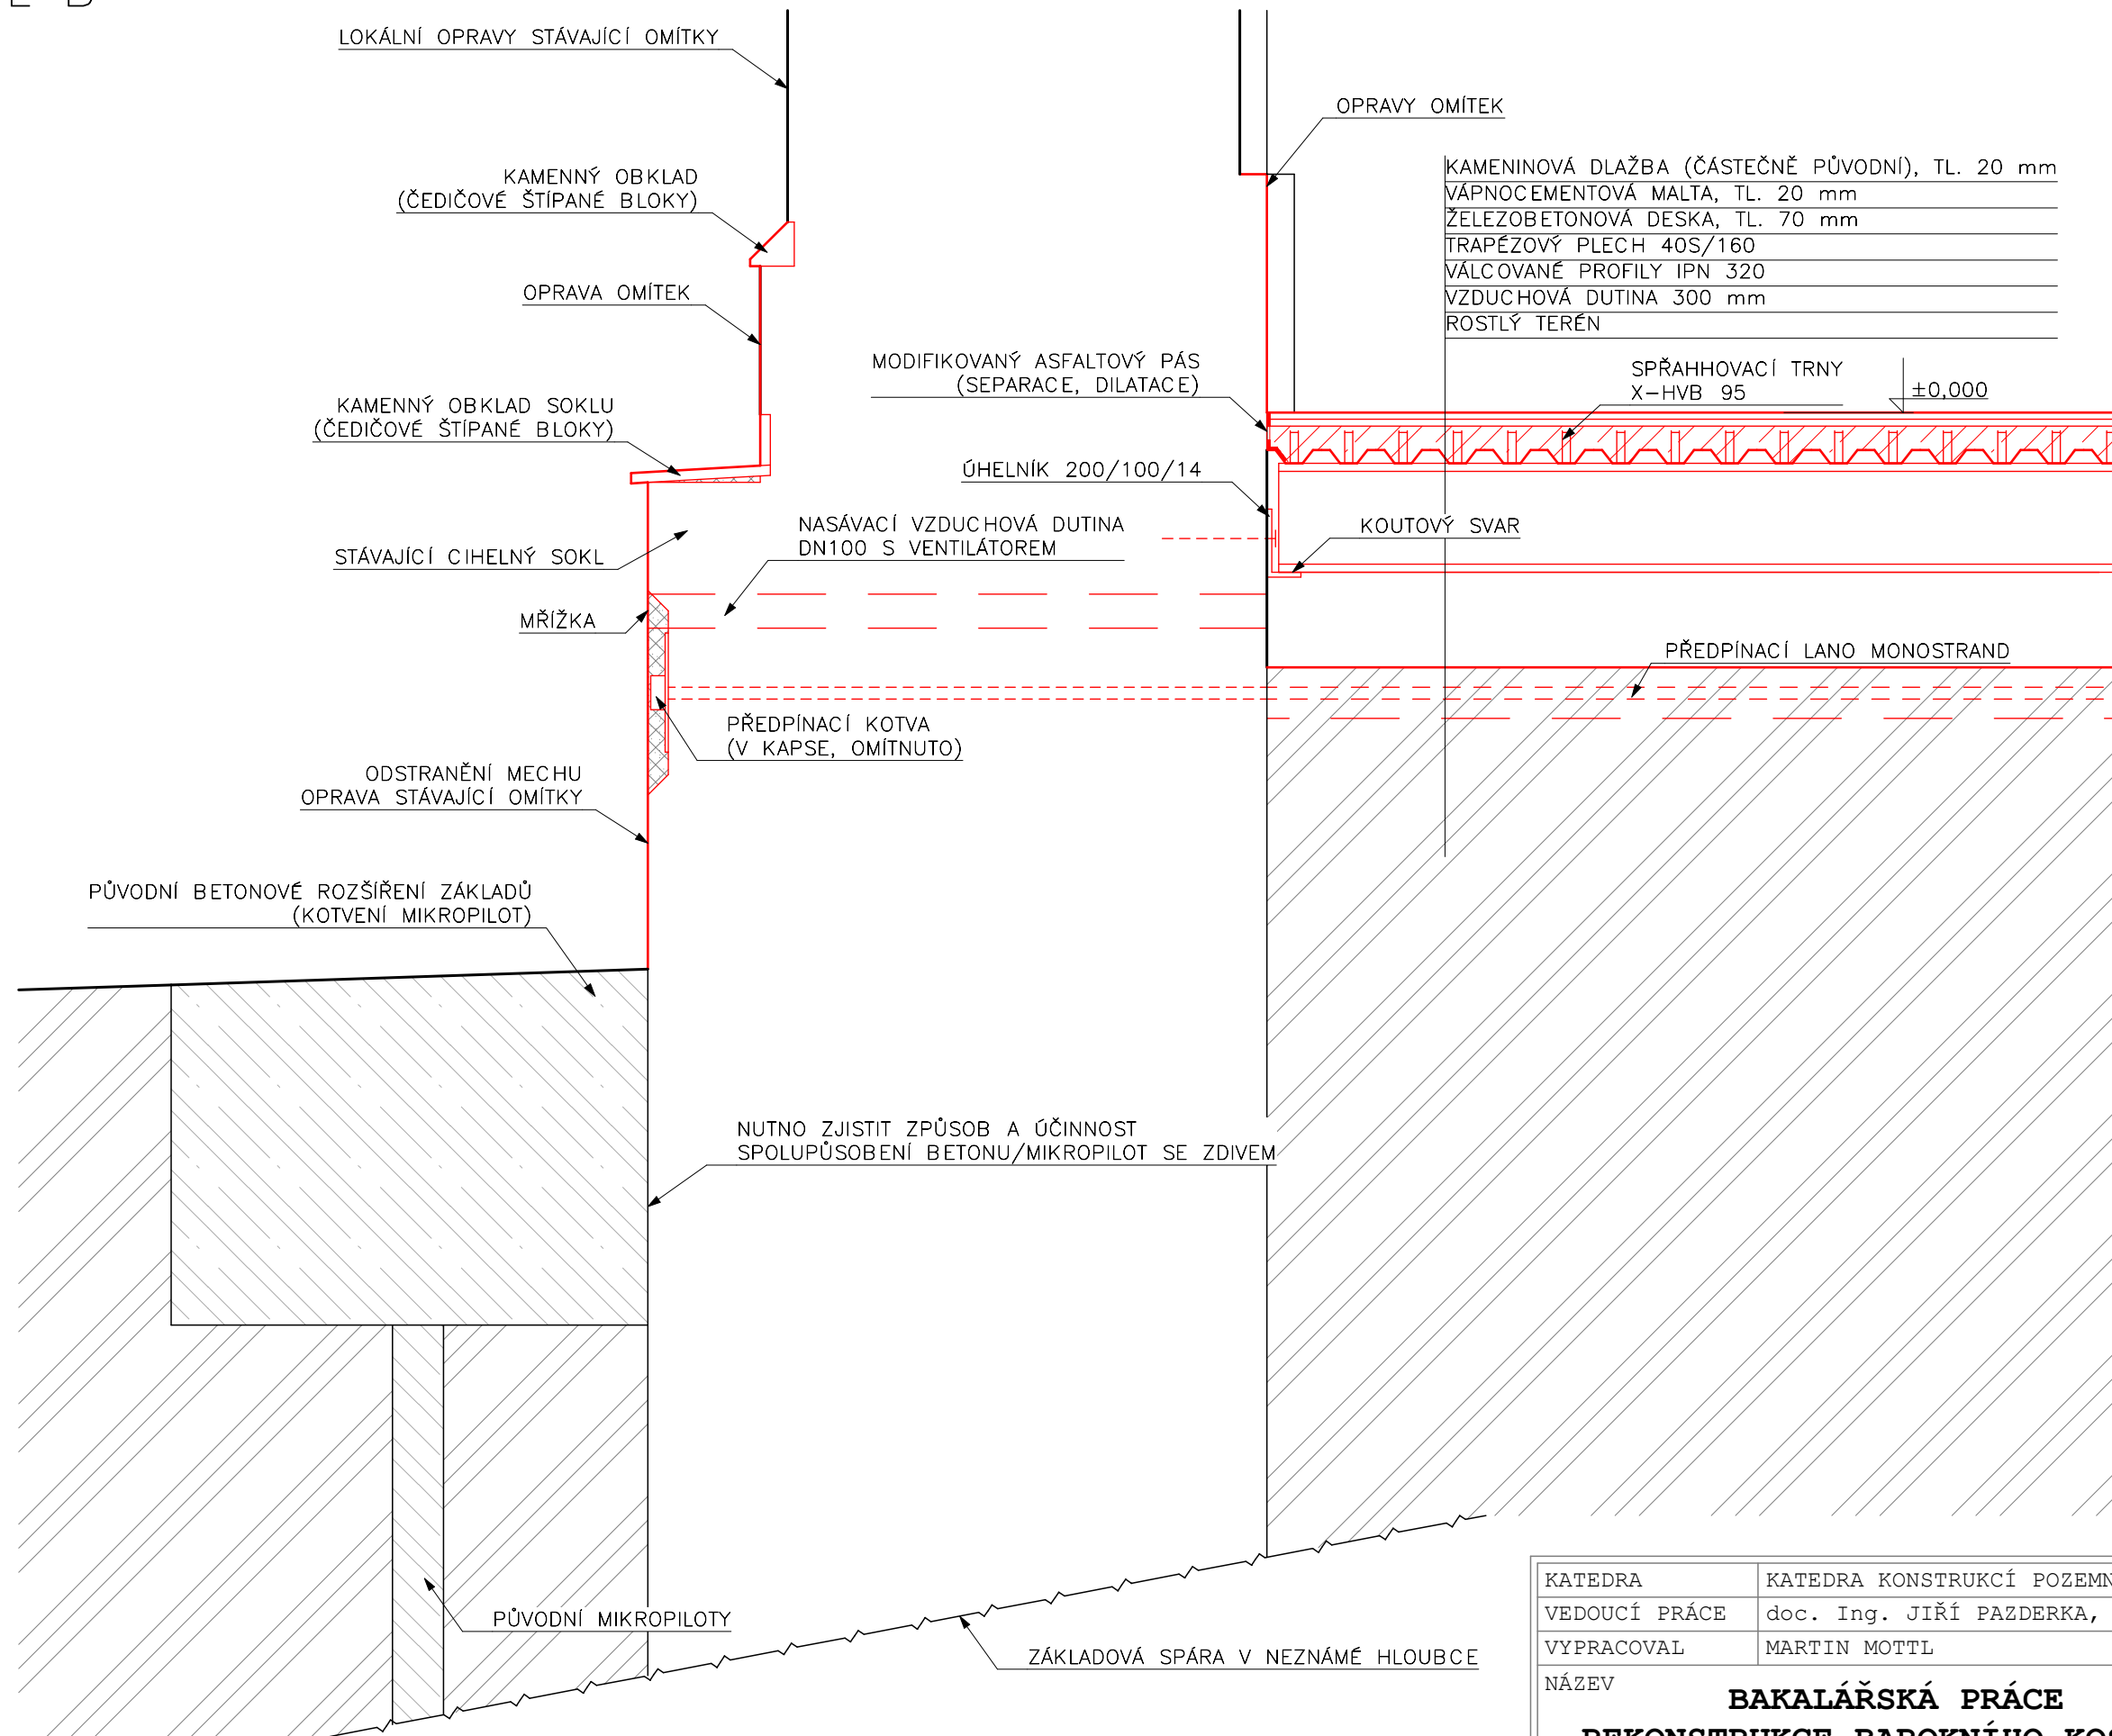 LOKÁLNÍ OPRAVY STÁVAJÍCÍ OMÍTKY
OPRAVY OMÍTEK
KAMENNÝ OBKLAD
(ČEDIČOVÉ ŠTÍPANÉ BLOKY)
KAMENINOVÁ DLAŽBA (ČÁSTEČNĚ PŮVODNÍ), TL. 20 mm
VÁPNOCEMENTOVÁ MALTA, TL. 20 mm
ŽELEZOBETONOVÁ DESKA, TL. 70 mm
TRAPÉZOVÝ PLECH 40S/160
VÁLCOVANÉ PROFILY IPN 320
VZDUCHOVÁ DUTINA 300 mm
ROSTLÝ TERÉN
OPRAVA OMÍTEK
MODIFIKOVANÝ ASFALTOVÝ PÁS
(SEPARACE, DILATACE)
SPŘAHHOVACÍ TRNY
X-HVB 95
±0,000
KAMENNÝ OBKLAD SOKLU
(ČEDIČOVÉ ŠTÍPANÉ BLOKY)
ÚHELNÍK 200/100/14
NASÁVACÍ VZDUCHOVÁ DUTINA
DN100 S VENTILÁTOREM
KOUTOVÝ SVAR
STÁVAJÍCÍ CIHELNÝ SOKL
MŘÍŽKA
PŘEDPÍNACÍ LANO MONOSTRAND
PŘEDPÍNACÍ KOTVA
(V KAPSE, OMÍTNUTO)
ODSTRANĚNÍ MECHU
OPRAVA STÁVAJÍCÍ OMÍTKY
PŮVODNÍ BETONOVÉ ROZŠÍŘENÍ ZÁKLADŮ
(KOTVENÍ MIKROPILOT)
NUTNO ZJISTIT ZPŮSOB A ÚČINNOST
SPOLUPŮSOBENÍ BETONU/MIKROPILOT SE ZDIVEM
PŮVODNÍ MIKROPILOTY
ZÁKLADOVÁ SPÁRA V NEZNÁMÉ HLOUBCE
KATEDRA KATEDRA KONSTRUKCÍ POZEMN
VEDOUCÍ PRÁCE doc. Ing. JIŘÍ PAZDERKA,
VYPRACOVAL MARTIN MOTTL
NÁZEV
BAKALÁŘSKÁ PRÁCE
REKONSTRUKCE BAROKNÍHO